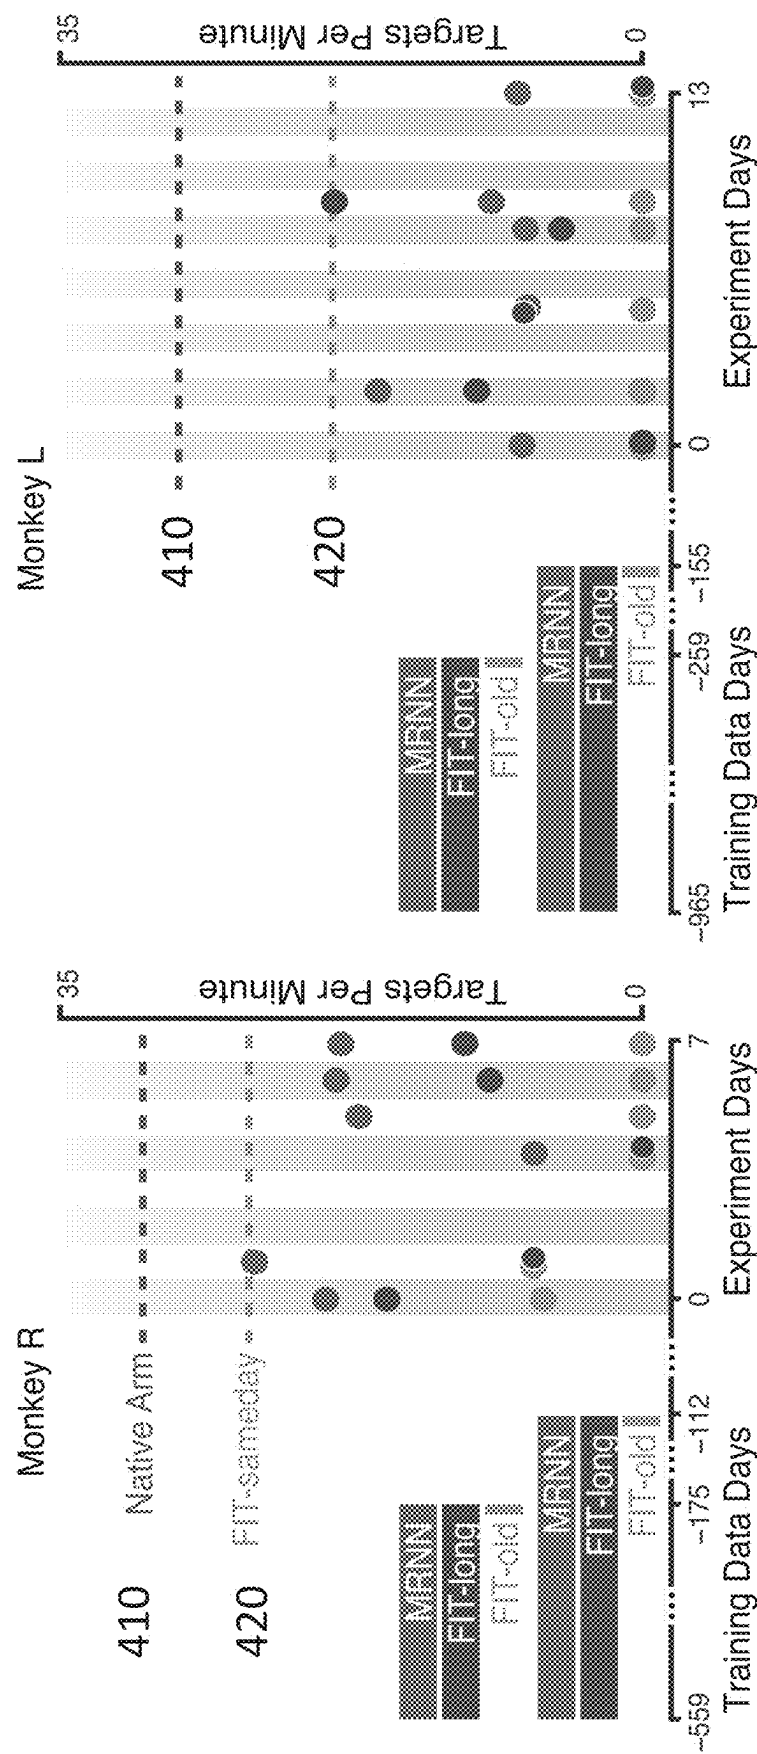 Monkey R
410
Native Arm
420
FIT-sameday
MRNN
FIT-long
FIT-old
MRNN
FIT-long
FIT-old
35
Targets Per Minute
0
-559
-175
-112
0
7
Training Data Days
Experiment Days
Monkey L
410
420
MRNN
FIT-long
FIT-old
MRNN
FIT-long
FIT-old
35
Targets Per Minute
0
-965
-259
-155
0
13
Training Data Days
Experiment Days